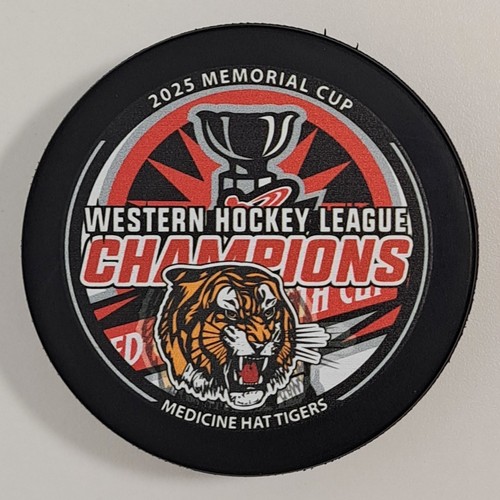 2025 MEMORIAL CUP
WESTERN HOCKEY LEAGUE
CHAMPIONS
MEDICINE HAT TIGERS